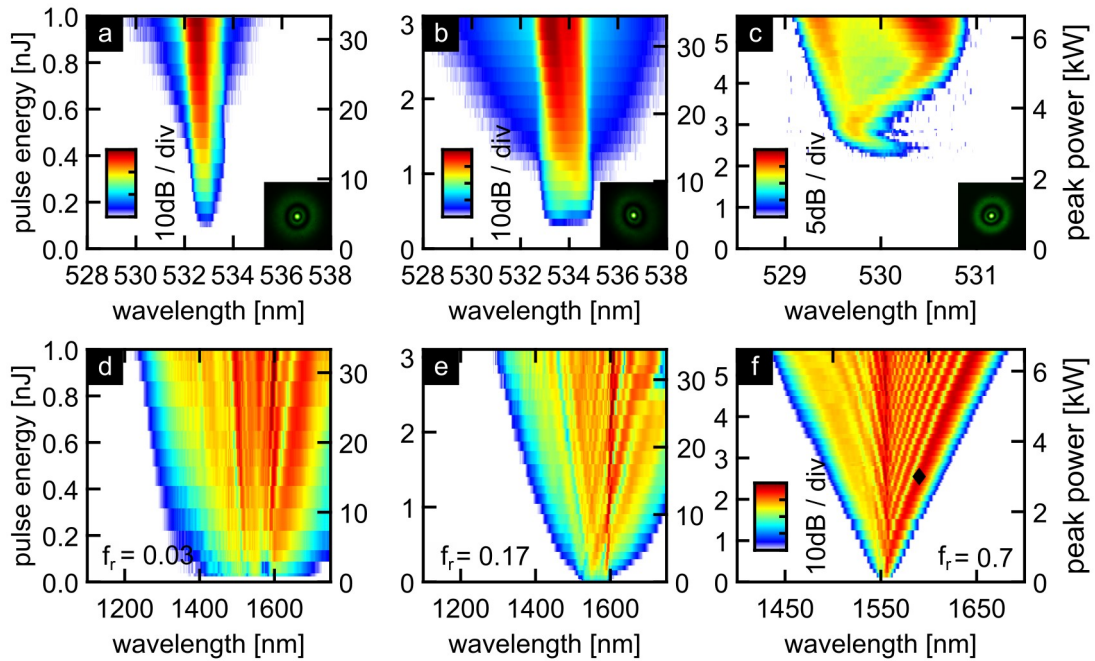 a
b
c
pulse energy [nJ]
1.0
0.8
0.6
0.4
0.2
0.0
30
20
10
0
10dB / div
528 530 532 534 536 538
wavelength [nm]
3
2
1
0
30
20
10
0
10dB / div
528 530 532 534 536 538
wavelength [nm]
5
4
3
2
1
0
6
4
2
0
5dB / div
peak power [kW]
529 530 531
wavelength [nm]
d
e
f
pulse energy [nJ]
1.0
0.8
0.6
0.4
0.2
0.0
30
20
10
0
fr = 0.03
1200 1400 1600
wavelength [nm]
3
2
1
0
30
20
10
0
fr = 0.17
1200 1400 1600
wavelength [nm]
5
4
3
2
1
0
6
4
2
0
10dB / div
fr = 0.7
peak power [kW]
1450 1550 1650
wavelength [nm]